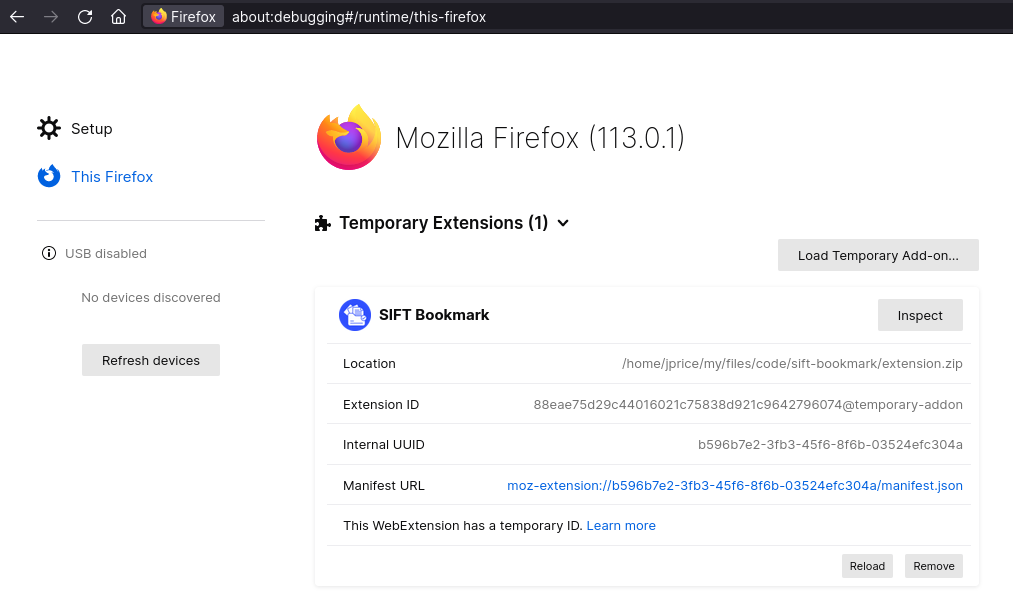 Firefox about:debugging#/runtime/this-firefox
Setup
This Firefox
USB disabled
No devices discovered
Refresh devices
Mozilla Firefox (113.0.1)
Temporary Extensions (1)
Load Temporary Add-on...
SIFT Bookmark Inspect
Location /home/jprice/my/files/code/sift-bookmark/extension.zip
Extension ID 88eae75d29c44016021c75838d921c9642796074@temporary-addon
Internal UUID b596b7e2-3fb3-45f6-8f6b-03524efc304a
Manifest URL moz-extension://b596b7e2-3fb3-45f6-8f6b-03524efc304a/manifest.json
This WebExtension has a temporary ID. Learn more
Reload Remove